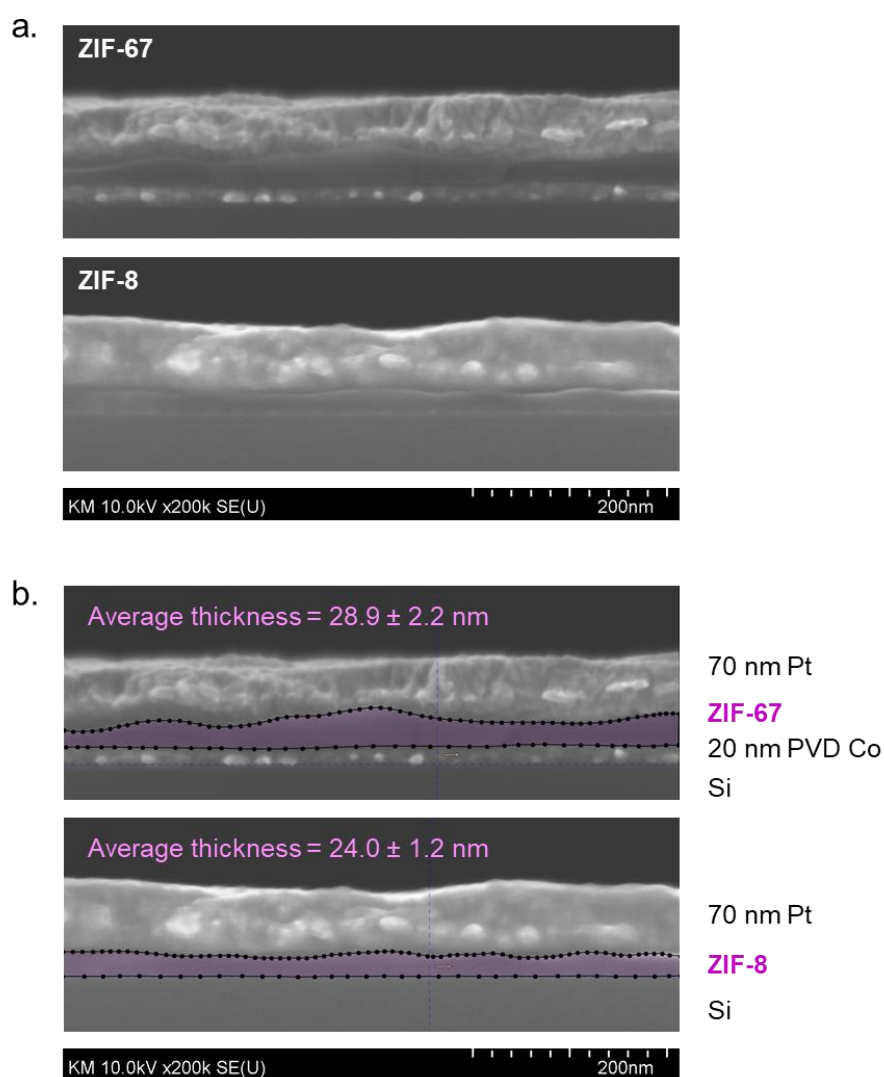 a.
ZIF-67
ZIF-8
KM 10.0kV x200k SE(U) 200nm
b.
Average thickness = 28.9 ± 2.2 nm
70 nm Pt
ZIF-67
20 nm PVD Co
Si
Average thickness = 24.0 ± 1.2 nm
70 nm Pt
ZIF-8
Si
KM 10.0kV x200k SE(U) 200nm